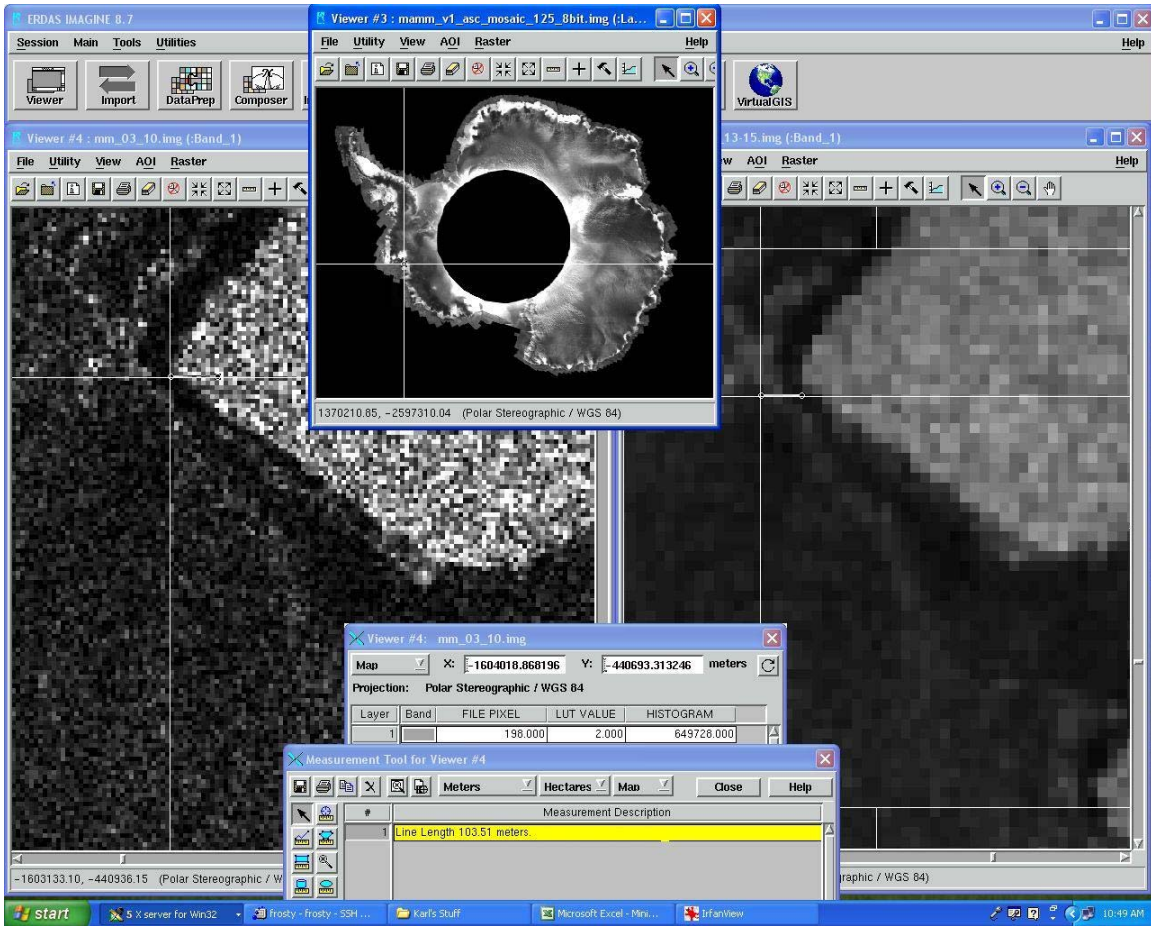 ERDAS IMAGINE 8.7
Session Main Tools Utilities
Help
Viewer
Import
DataPrep
Composer
VirtualGIS
Viewer #3 : mamm_v1_asc_mosaic_125_8bit.img (:La...
File Utility View AOI Raster Help
1370210.85, -2597310.04 (Polar Stereographic / WGS 84)
Viewer #4 : mm_03_10.img (:Band_1)
File Utility View AOI Raster
-1603133.10, -440936.15 (Polar Stereographic / W
13-15.img (:Band_1)
AOI Raster Help
graphic / WGS 84)
Viewer #4: mm_03_10.img
Map X: -1604018.868196 Y: -440693.313246 meters
Projection: Polar Stereographic / WGS 84
Layer Band FILE PIXEL LUT VALUE HISTOGRAM
1 198.000 2.000 649728.000
Measurement Tool for Viewer #4
Meters Hectares Map Close Help
# Measurement Description
1 Line Length 103.51 meters.
start 5 X server for Win32 frosty - frosty - SSH ... Karl's Stuff Microsoft Excel - Mini... IrfanView 10:49 AM